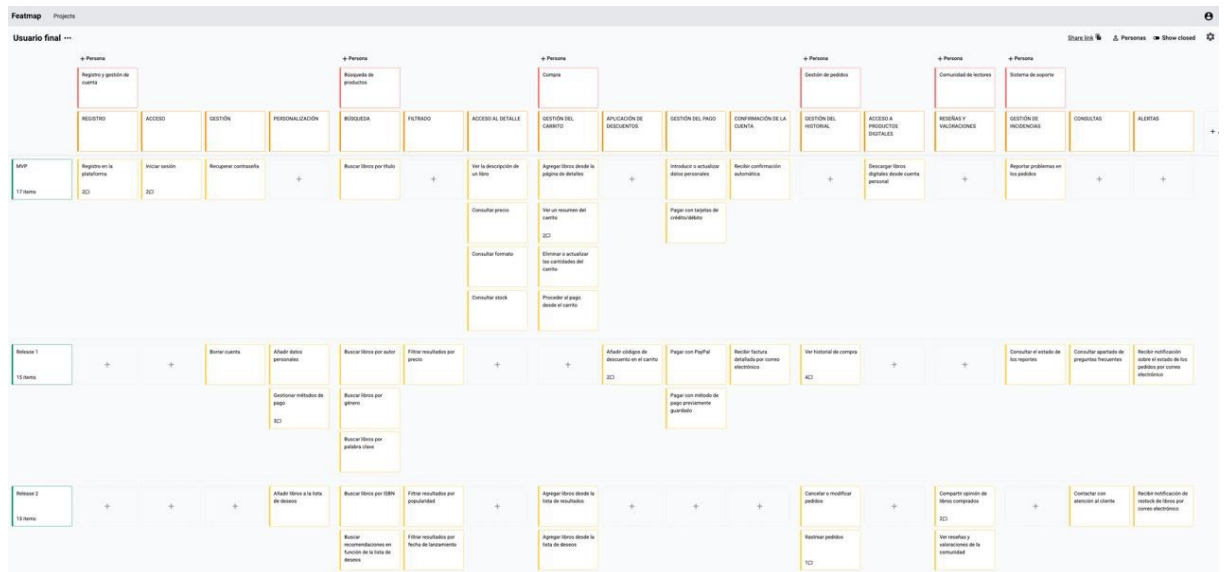 Featmap Projects
Usuario final ···
Share link Personas Show closed
+ Persona + Persona + Persona + Persona + Persona + Persona
Registro y gestión de
cuenta
Búsqueda de
productos
Compra
Gestión de pedidos
Comunidad de lectores
Sistema de soporte
REGISTRO
ACCESO
GESTIÓN
PERSONALIZACIÓN
BÚSQUEDA
FILTRADO
ACCESO AL DETALLE
GESTIÓN DEL
CARRITO
APLICACIÓN DE
DESCUENTOS
GESTIÓN DEL PAGO
CONFIRMACIÓN DE LA
CUENTA
GESTIÓN DEL
HISTORIAL
ACCESO A
PRODUCTOS
DIGITALES
RESEÑAS Y
VALORACIONES
GESTIÓN DE
INCIDENCIAS
CONSULTAS
ALERTAS
MVP
17 items
Registro en la
plataforma
2
Iniciar sesión
2
Recuperar contraseña
Buscar libros por título
Ver la descripción de
un libro
Agregar libros desde la
página de detalles
Introducir o actualizar
datos personales
Recibir confirmación
automática
Descargar libros
digitales desde cuenta
personal
Reportar problemas en
los pedidos
Consultar precio
Ver un resumen del
carrito
2
Pagar con tarjetas de
crédito/débito
Consultar formato
Eliminar o actualizar
las cantidades del
carrito
Consultar stock
Proceder al pago
desde el carrito
Release 1
15 items
Borrar cuenta
Añadir datos
personales
Buscar libros por autor
Filtrar resultados por
precio
Añadir códigos de
descuento en el carrito
Pagar con PayPal
Recibir factura
detallada por correo
electrónico
Ver historial de compra
Consultar el estado de
los reportes
Consultar apartado de
preguntas frecuentes
Recibir notificación
sobre el estado de los
pedidos por correo
electrónico
Gestionar métodos de
pago
Buscar libros por
género
Pagar con método de
pago previamente
guardado
Buscar libros por
palabra clave
Release 2
13 items
Añadir libros a la lista
de deseos
Buscar libros por ISBN
Filtrar resultados por
popularidad
Agregar libros desde la
lista de resultados
Cancelar o modificar
pedidos
Compartir opinión de
libros comprados
Contactar con
atención al cliente
Recibir notificación de
restock de libros por
correo electrónico
Buscar
recomendaciones en
función de la lista de
deseos
Filtrar resultados por
fecha de lanzamiento
Agregar libros desde la
lista de deseos
Rastrear pedidos
Ver reseñas y
valoraciones de la
comunidad